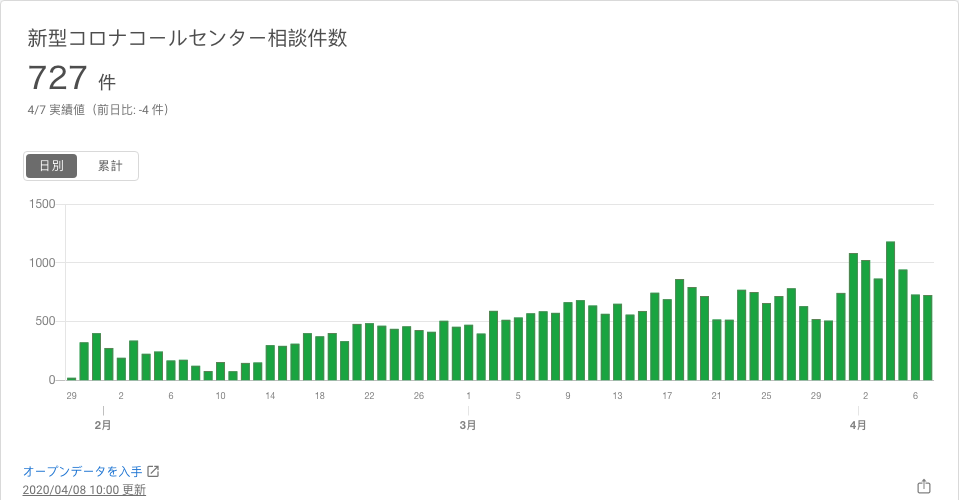 新型コロナコールセンター相談件数
727 件
4/7 実績値（前日比: -4 件）
日別 累計
1500
1000
500
0
29 2 6 10 14 18 22 26 1 5 9 13 17 21 25 29 2 6
2月 3月 4月
オープンデータを入手
2020/04/08 10:00 更新